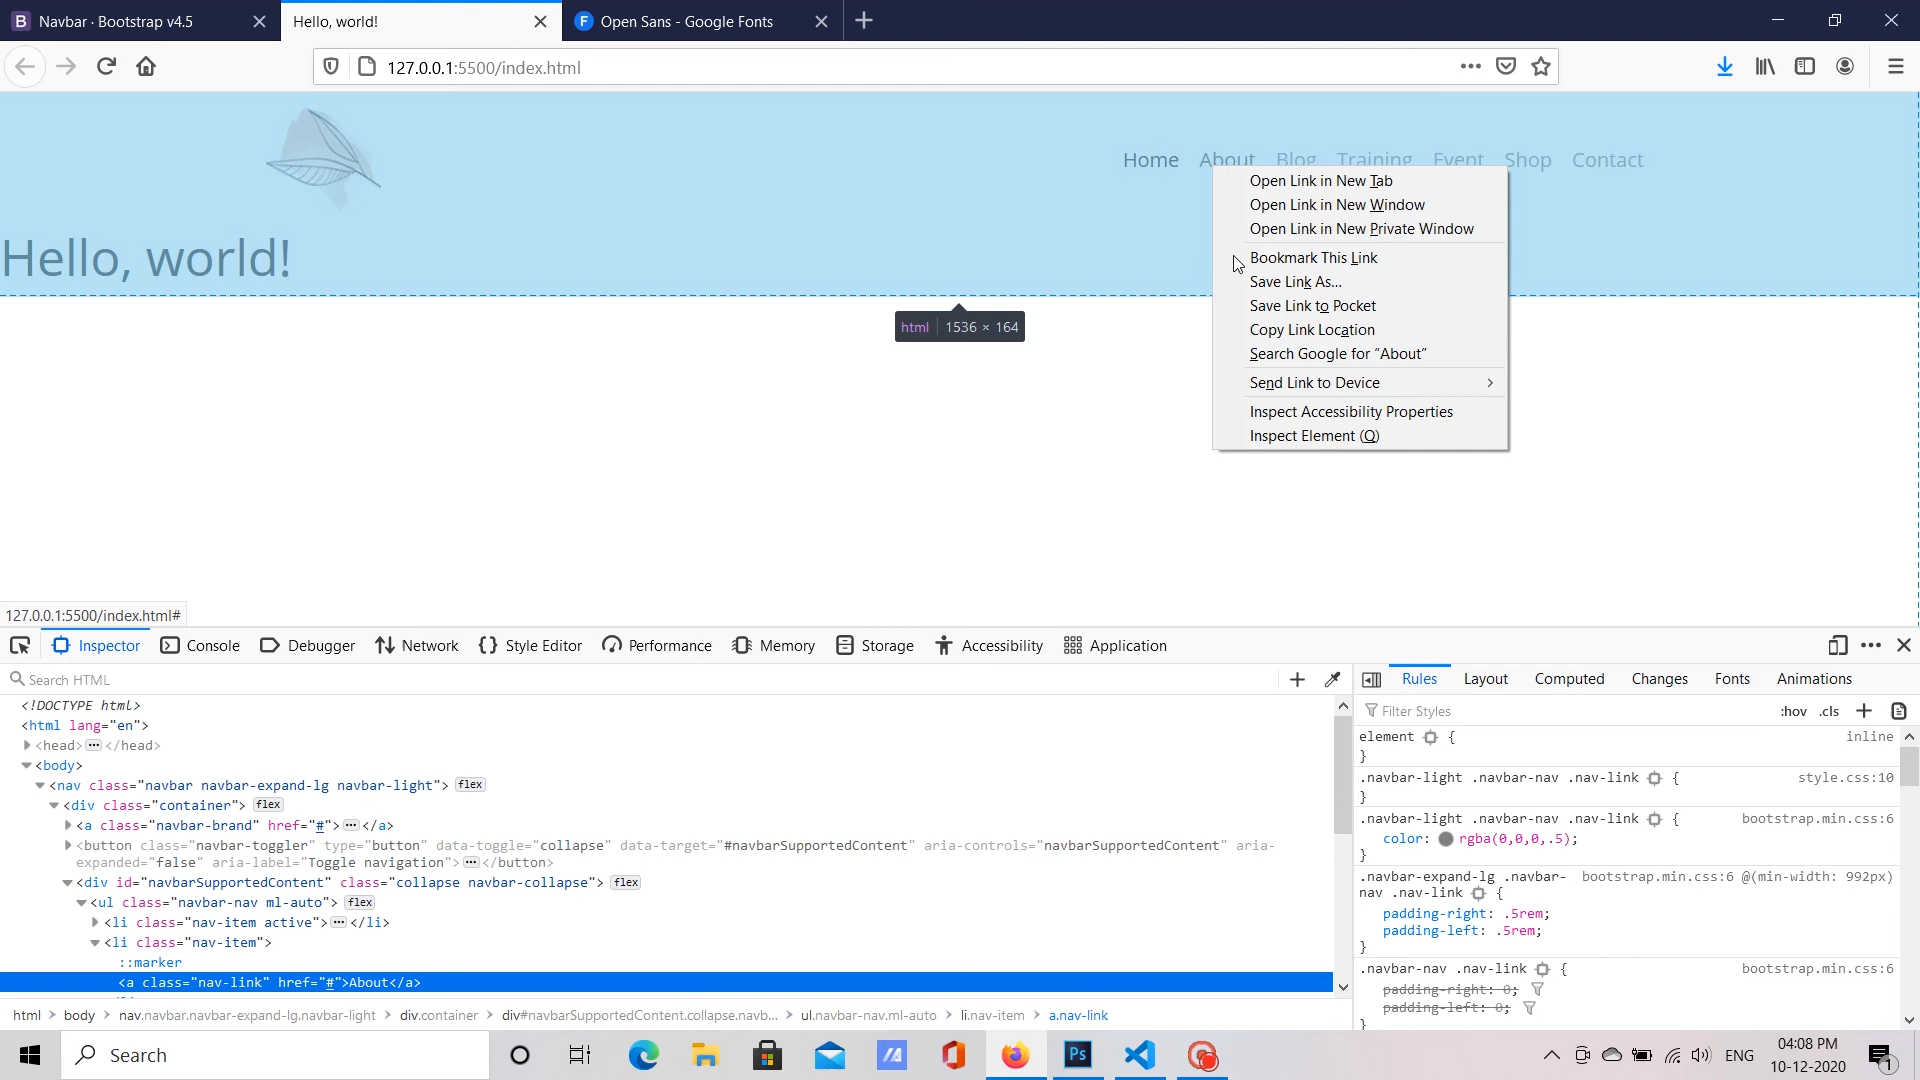 Navbar · Bootstrap v4.5
Hello, world!
Open Sans - Google Fonts
127.0.0.1:5500/index.html
Home About Blog Training Event Shop Contact
Hello, world!
html 1536 × 164
Open Link in New Tab
Open Link in New Window
Open Link in New Private Window
Bookmark This Link
Save Link As...
Save Link to Pocket
Copy Link Location
Search Google for “About”
Send Link to Device
Inspect Accessibility Properties
Inspect Element (Q)
127.0.0.1:5500/index.html#
Inspector Console Debugger Network Style Editor Performance Memory Storage Accessibility Application
Search HTML
<!DOCTYPE html>
<html lang="en">
<head>⋯</head>
<body>
<nav class="navbar navbar-expand-lg navbar-light"> flex
<div class="container"> flex
<a class="navbar-brand" href="#">⋯</a>
<button class="navbar-toggler" type="button" data-toggle="collapse" data-target="#navbarSupportedContent" aria-controls="navbarSupportedContent" aria-
expanded="false" aria-label="Toggle navigation">⋯</button>
<div id="navbarSupportedContent" class="collapse navbar-collapse"> flex
<ul class="navbar-nav ml-auto"> flex
<li class="nav-item active">⋯</li>
<li class="nav-item">
::marker
<a class="nav-link" href="#">About</a>
html body nav.navbar.navbar-expand-lg.navbar-light div.container div#navbarSupportedContent.collapse.navb... ul.navbar-nav.ml-auto li.nav-item a.nav-link
Rules Layout Computed Changes Fonts Animations
Filter Styles :hov .cls
element { inline
}
.navbar-light .navbar-nav .nav-link { style.css:10
}
.navbar-light .navbar-nav .nav-link { bootstrap.min.css:6
color: rgba(0,0,0,.5);
}
.navbar-expand-lg .navbar- bootstrap.min.css:6 @(min-width: 992px)
nav .nav-link {
padding-right: .5rem;
padding-left: .5rem;
}
.navbar-nav .nav-link { bootstrap.min.css:6
padding-right: 0;
padding-left: 0;
}
Search
Ps
ENG
04:08 PM
10-12-2020
1